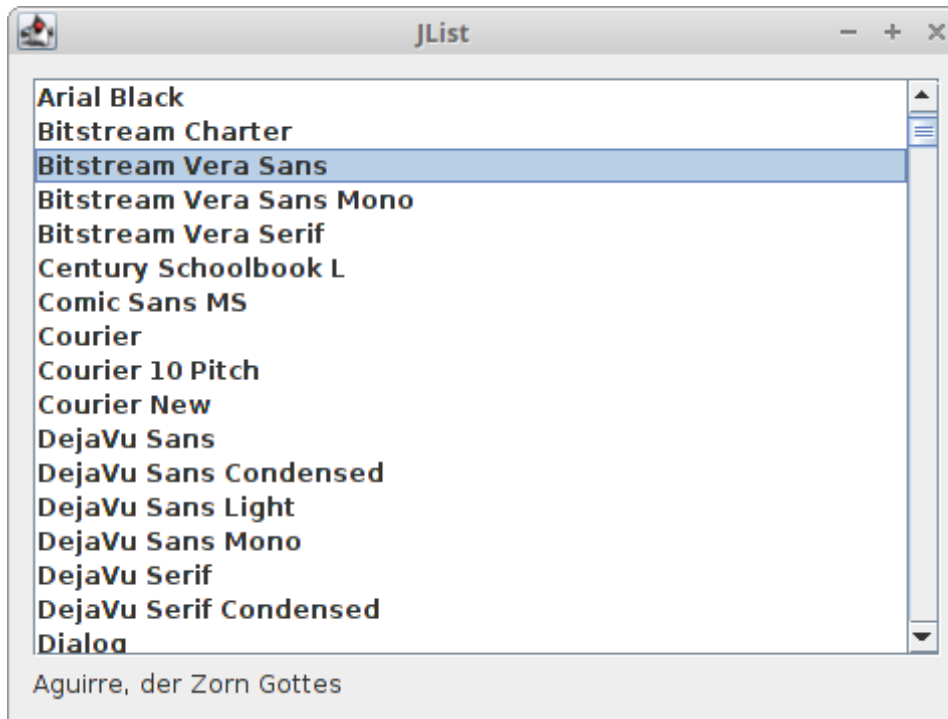 JList
Arial Black
Bitstream Charter
Bitstream Vera Sans
Bitstream Vera Sans Mono
Bitstream Vera Serif
Century Schoolbook L
Comic Sans MS
Courier
Courier 10 Pitch
Courier New
DejaVu Sans
DejaVu Sans Condensed
DejaVu Sans Light
DejaVu Sans Mono
DejaVu Serif
DejaVu Serif Condensed
Dialog
Aguirre, der Zorn Gottes